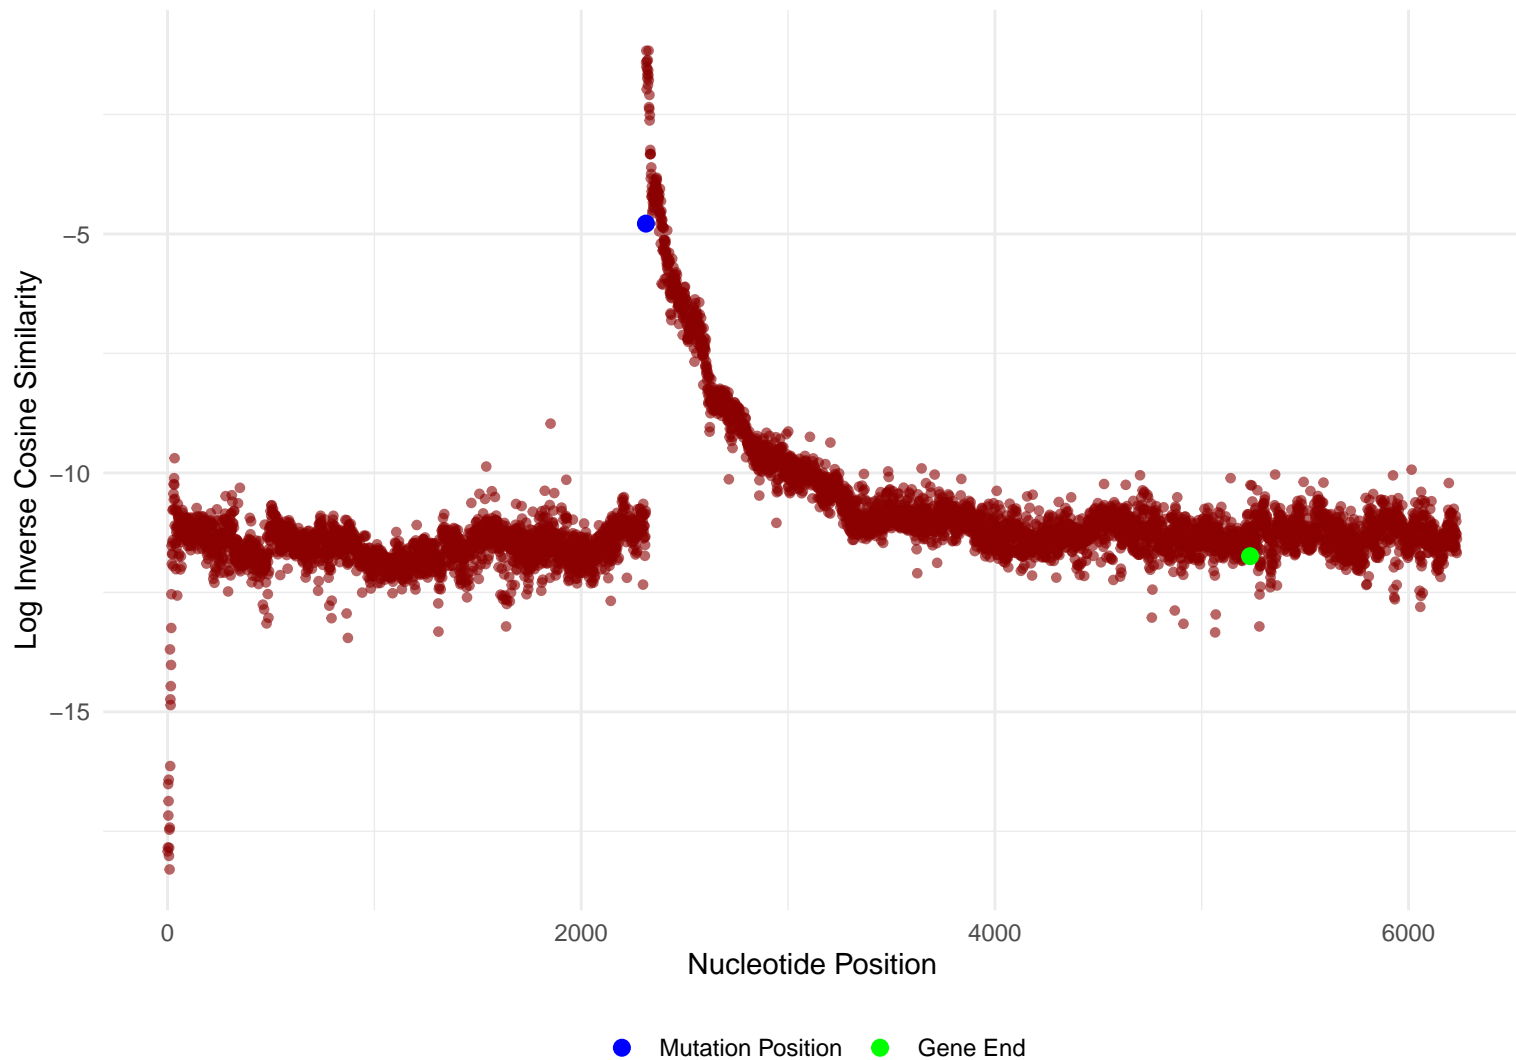 Log Inverse Cosine Similarity
−5
−10
−15
0
2000
4000
6000
Nucleotide Position
Mutation Position
Gene End